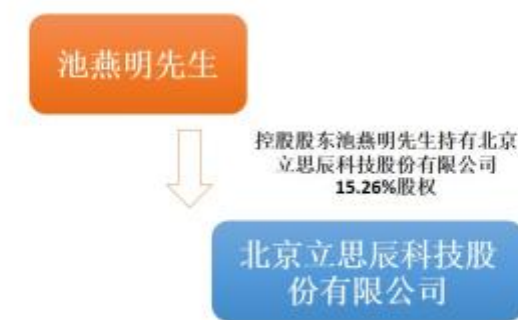 池燕明先生
控股股东池燕明先生持有北京
立思辰科技股份有限公司
15.26%股权
北京立思辰科技股
份有限公司